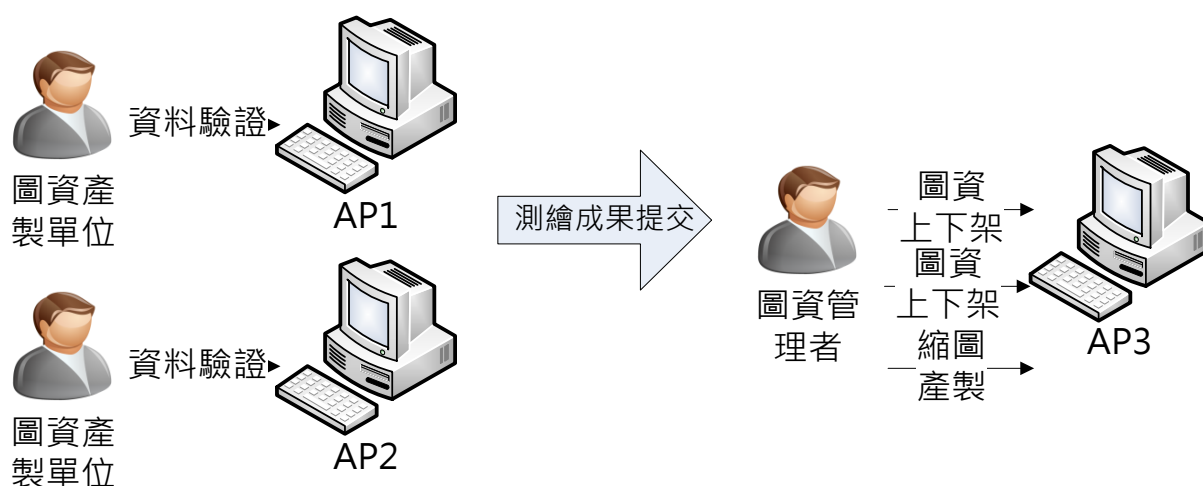 資料驗證
圖資產
製單位
AP1
資料驗證
圖資產
製單位
AP2
測繪成果提交
圖資管
理者
圖資
上下架
圖資
上下架
縮圖
產製
AP3